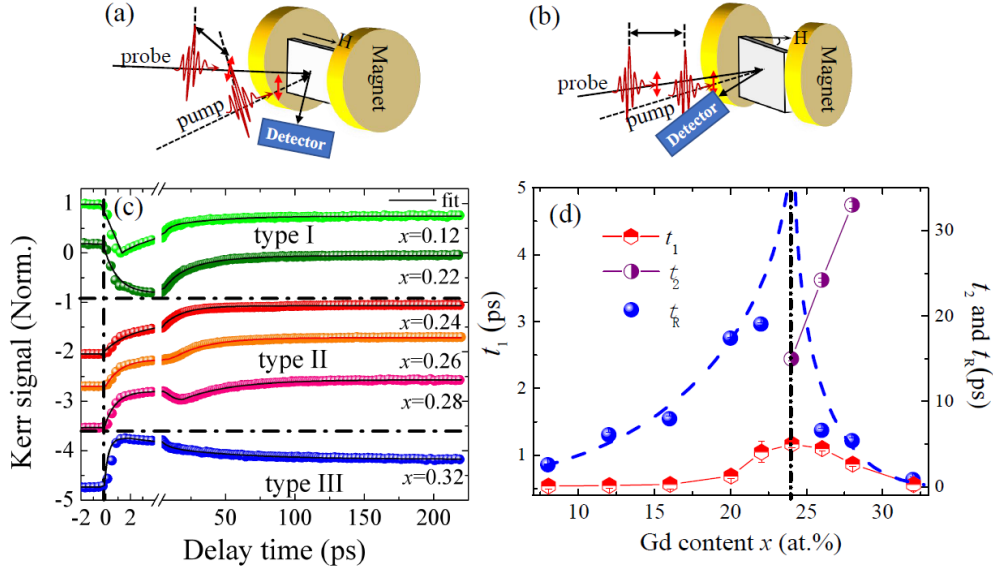 (a)
H
Magnet
probe
pump
Detector
(b)
H
Magnet
probe
pump
Detector
(c)
fit
1
0
-1
-2
-3
-4
-5
Kerr signal (Norm.)
type I
x=0.12
x=0.22
x=0.24
type II
x=0.26
x=0.28
type III
x=0.32
-2 0 2 50 100 150 200
Delay time (ps)
(d)
5
4
3
2
1
t₁ (ps)
t₁
t₂
t_R
30
20
10
0
t₂ and t_R (ps)
10 15 20 25 30
Gd content x (at.%)